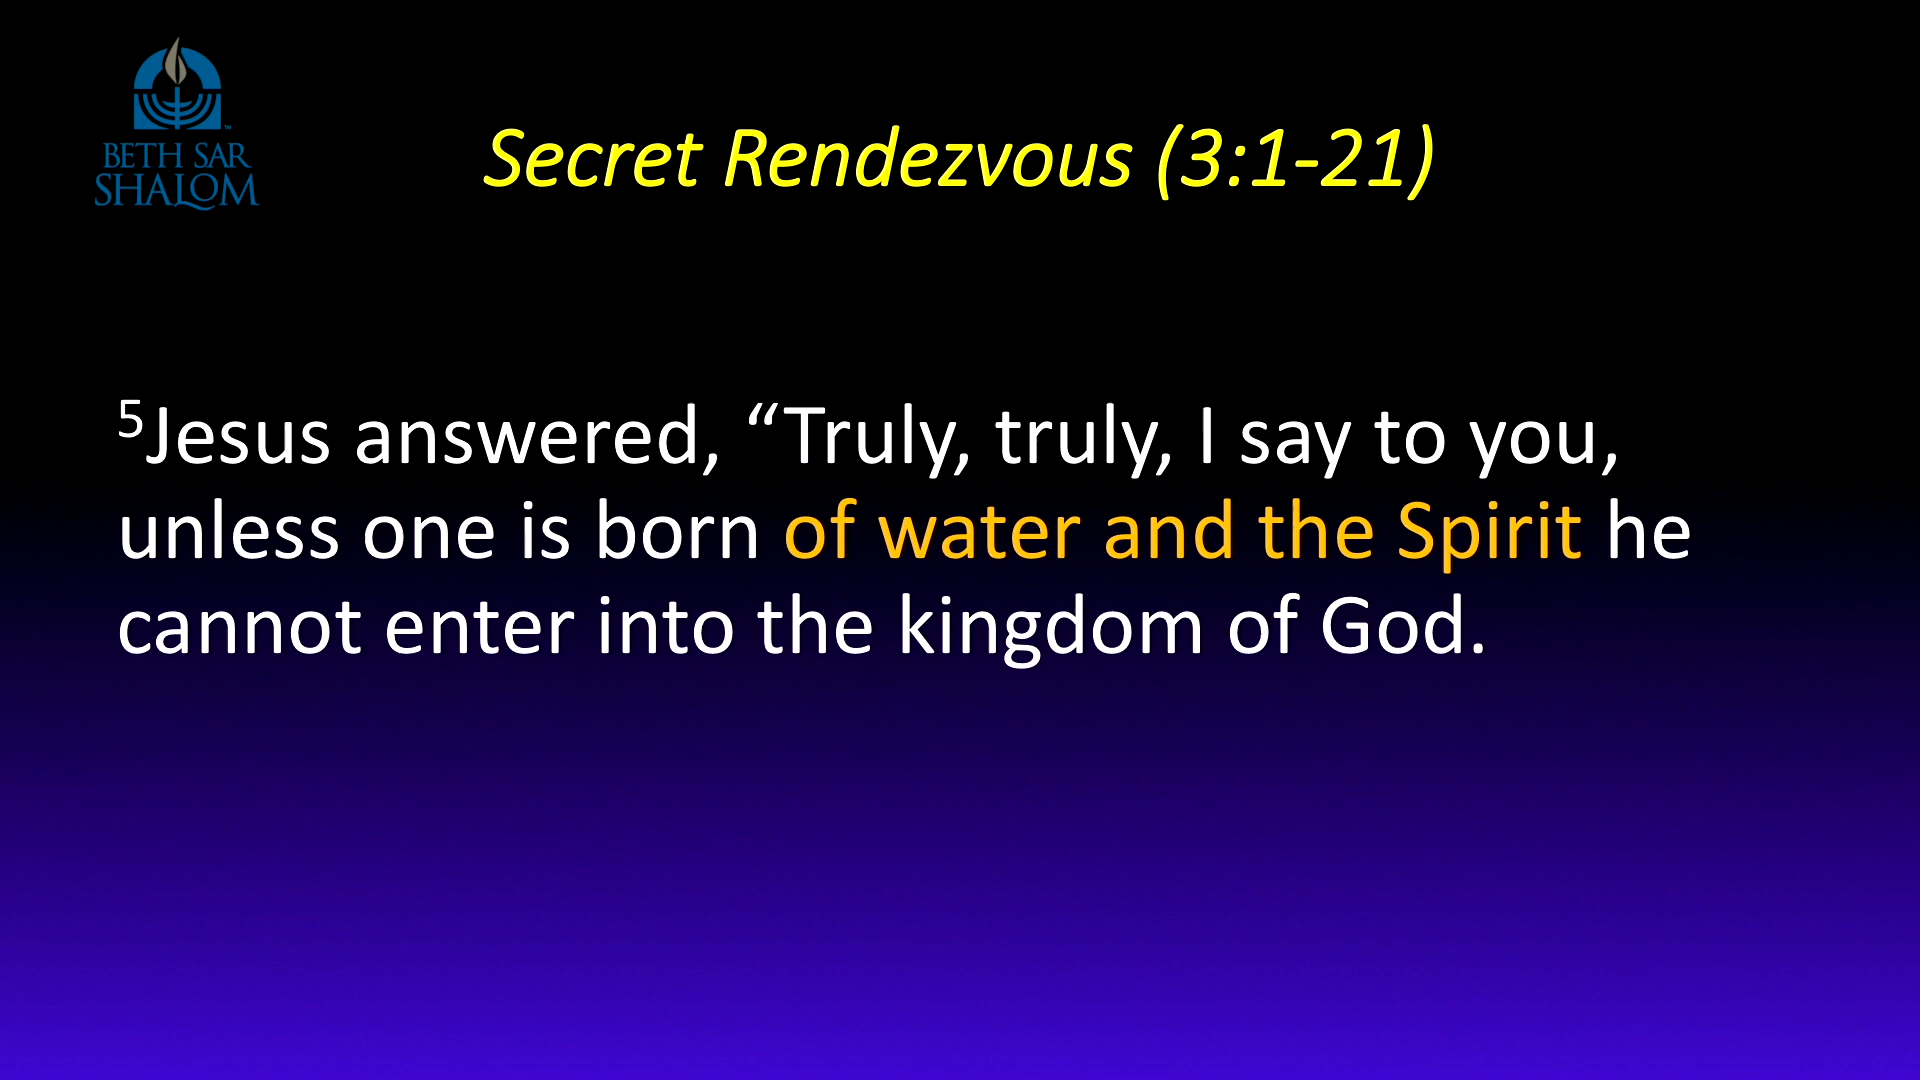 BETH SAR
SHALOM™
Secret Rendezvous (3:1-21)
5Jesus answered, “Truly, truly, I say to you,
unless one is born of water and the Spirit he
cannot enter into the kingdom of God.